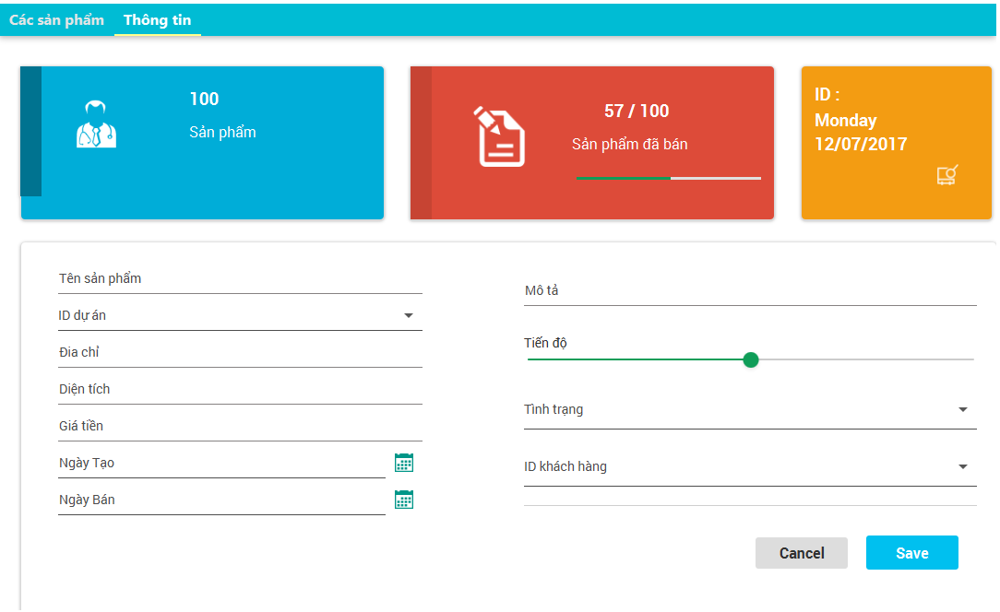 Các sản phẩm Thông tin
100
Sản phẩm
57 / 100
Sản phẩm đã bán
ID :
Monday
12/07/2017
Tên sản phẩm
ID dự án
Đia chỉ
Diện tích
Giá tiền
Ngày Tạo
Ngày Bán
Mô tả
Tiến độ
Tình trạng
ID khách hàng
Cancel Save